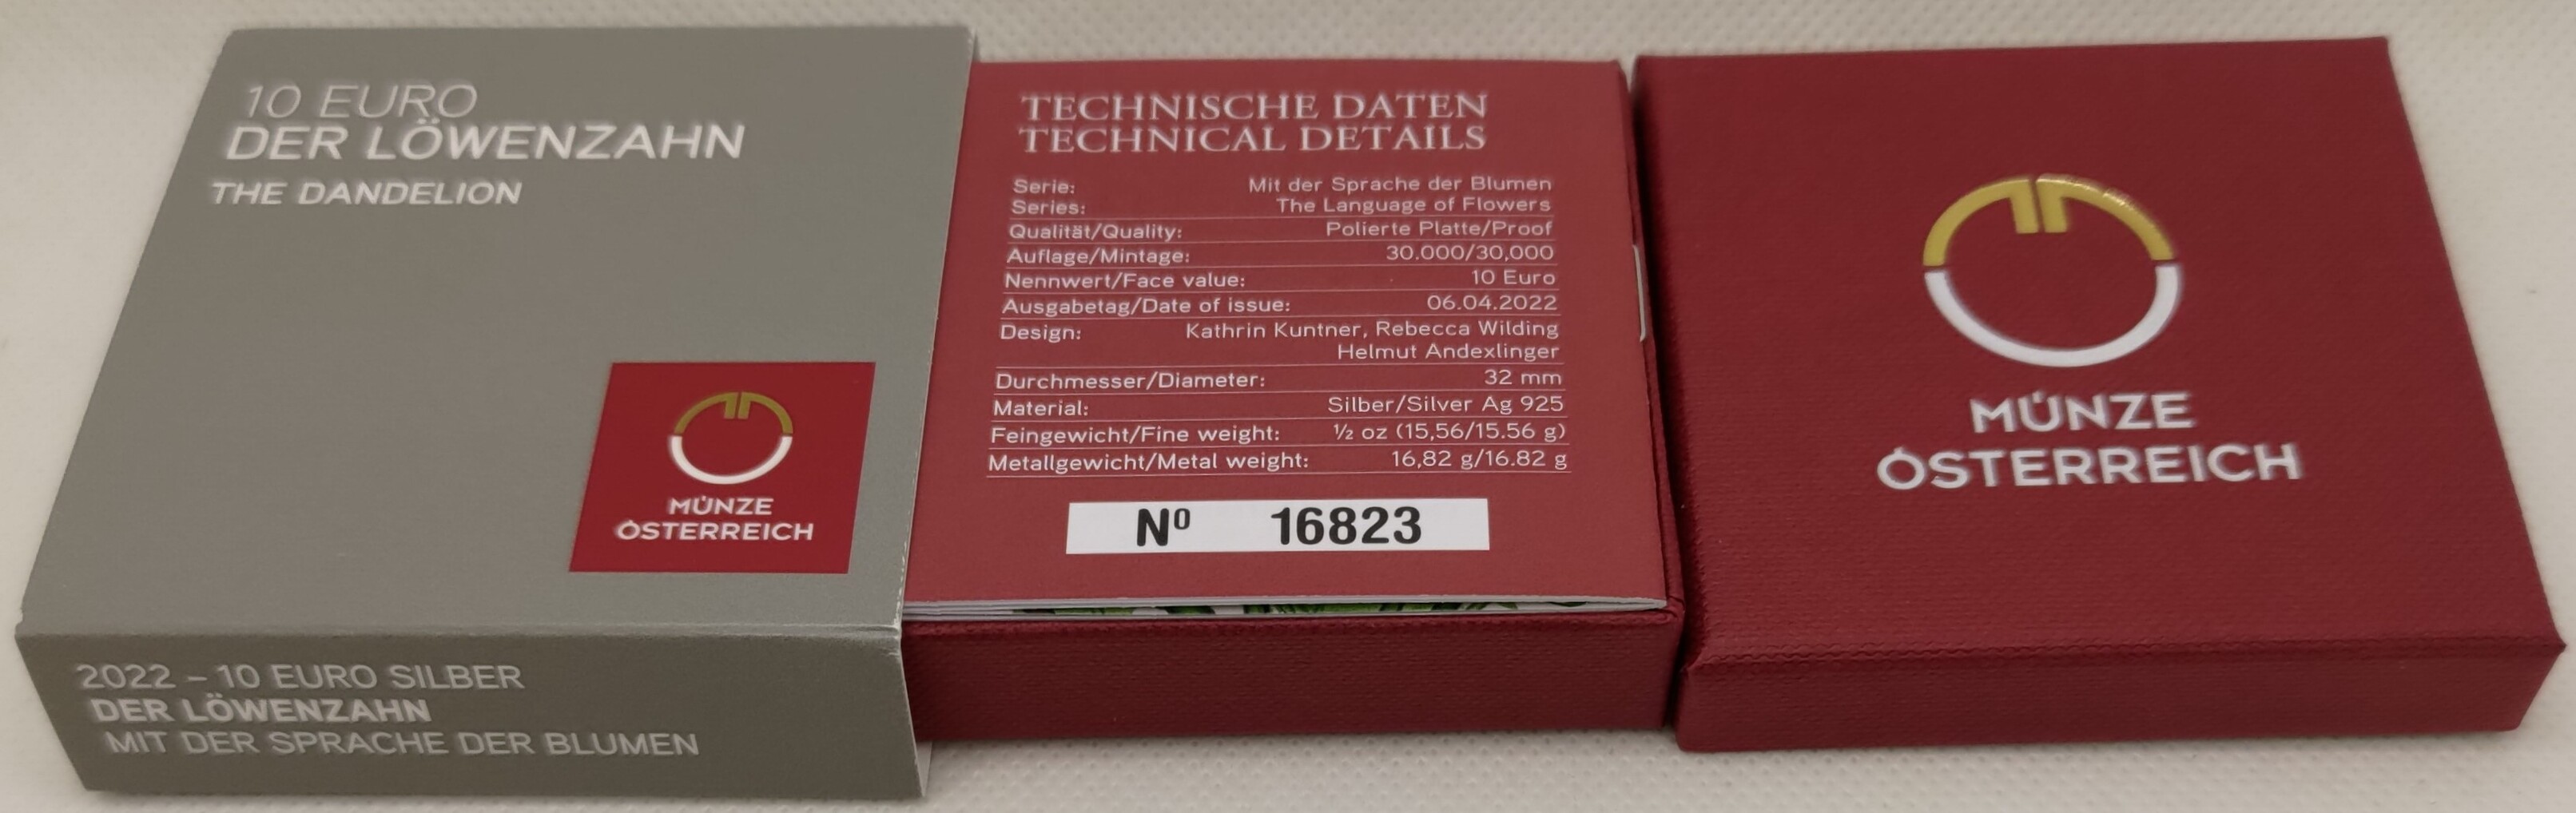 10 EURO
DER LÖWENZAHN
THE DANDELION
MÜNZE
ÖSTERREICH
2022 – 10 EURO SILBER
DER LÖWENZAHN
MIT DER SPRACHE DER BLUMEN
TECHNISCHE DATEN
TECHNICAL DETAILS
Serie: Mit der Sprache der Blumen
Series: The Language of Flowers
Qualität/Quality: Polierte Platte/Proof
Auflage/Mintage: 30.000/30,000
Nennwert/Face value: 10 Euro
Ausgabetag/Date of issue: 06.04.2022
Design: Kathrin Kuntner, Rebecca Wilding
Helmut Andexlinger
Durchmesser/Diameter: 32 mm
Material: Silber/Silver Ag 925
Feingewicht/Fine weight: ½ oz (15,56/15.56 g)
Metallgewicht/Metal weight: 16,82 g/16.82 g
Nº 16823
MÜNZE
ÖSTERREICH